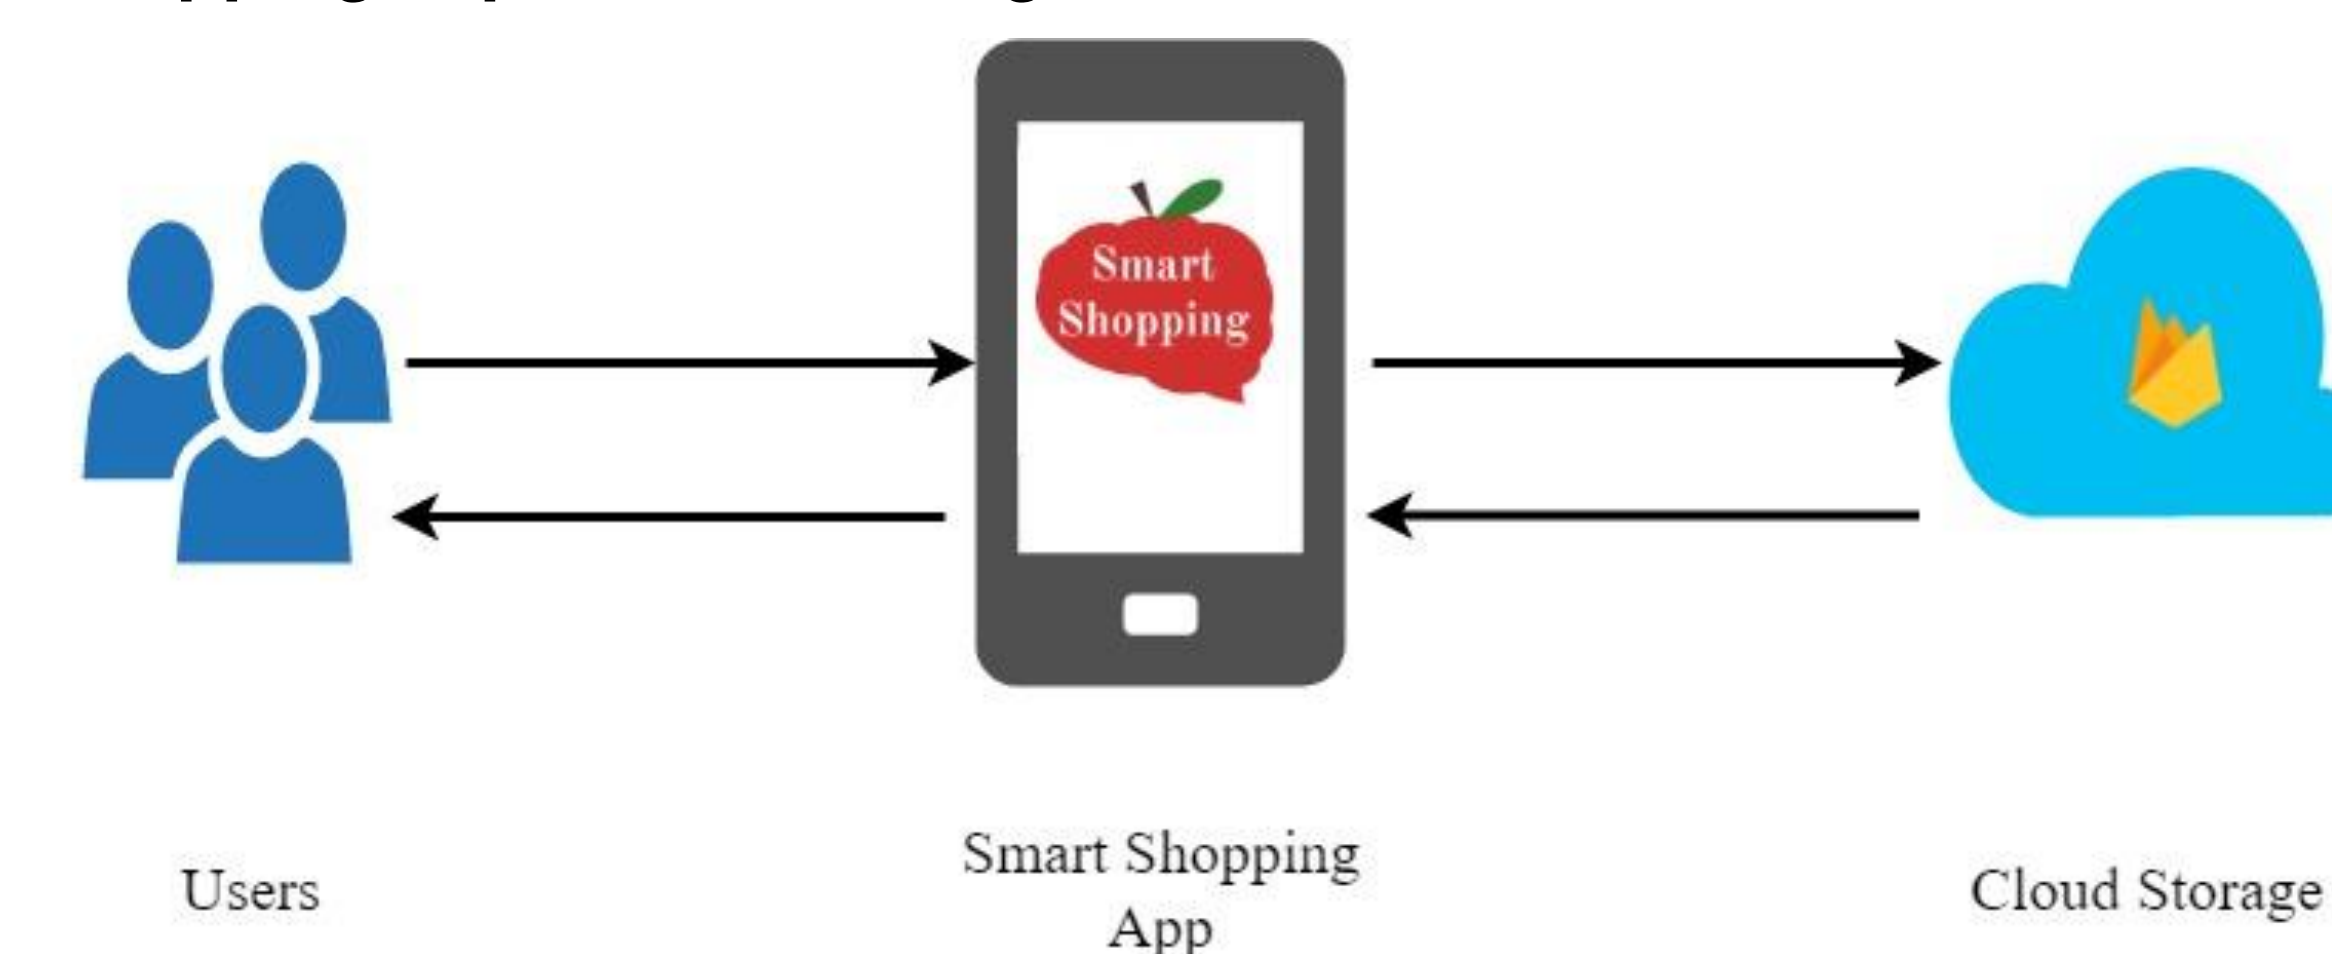 Smart
Shopping
Users
Smart Shopping
App
Cloud Storage